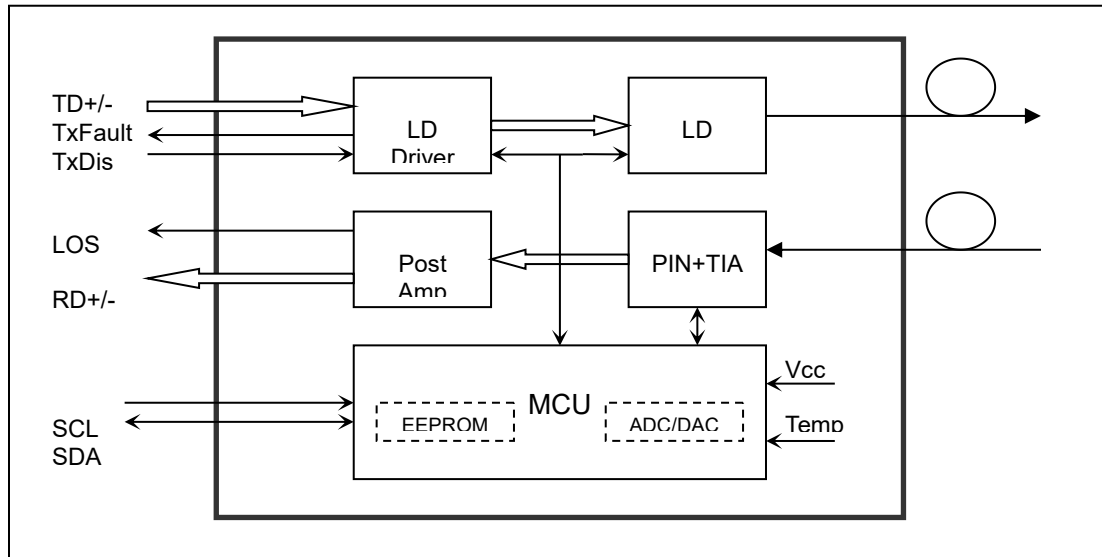 TD+/-
TxFault
TxDis
LD
Driver
LD
LOS
RD+/-
Post
Amp
PIN+TIA
SCL
SDA
MCU
EEPROM
ADC/DAC
Vcc
Temp